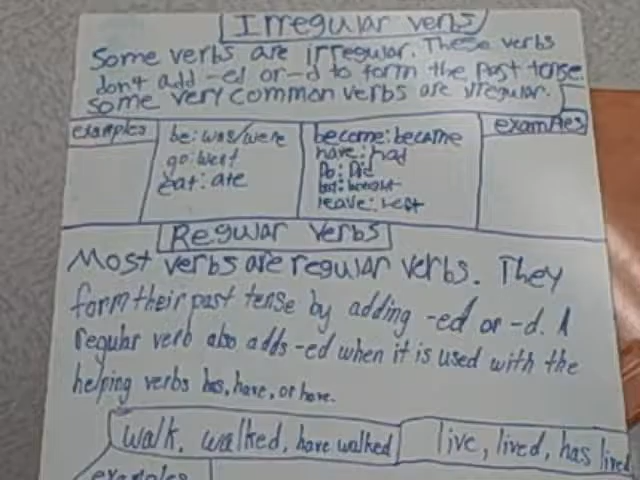 Irregular verbs
Some verbs are irregular. These verbs
don't add -ed or -d to form the past tense.
Some very common verbs are irregular.
examples
be: was/were
go: went
eat: ate
become: became
have: had
Do: Did
leave: left
examples
Regular verbs
Most verbs are regular verbs. They
form their past tense by adding -ed or -d. A
regular verb also adds -ed when it is used with the
helping verbs has, have, or have.
walk, walked, have walked
live, lived, has lived
examples